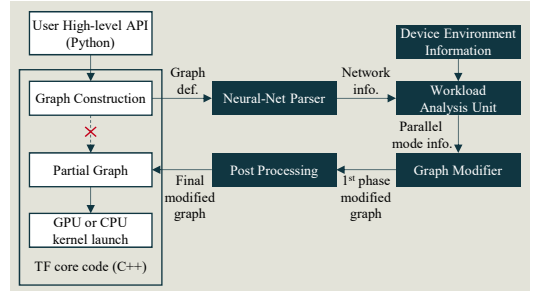 User High-level API
(Python)
Device Environment
Information
Graph
def.
Network
info.
Graph Construction
Neural-Net Parser
Workload
Analysis Unit
Parallel
mode info.
Partial Graph
Post Processing
Graph Modifier
Final
modified
graph
1st phase
modified
graph
GPU or CPU
kernel launch
TF core code (C++)